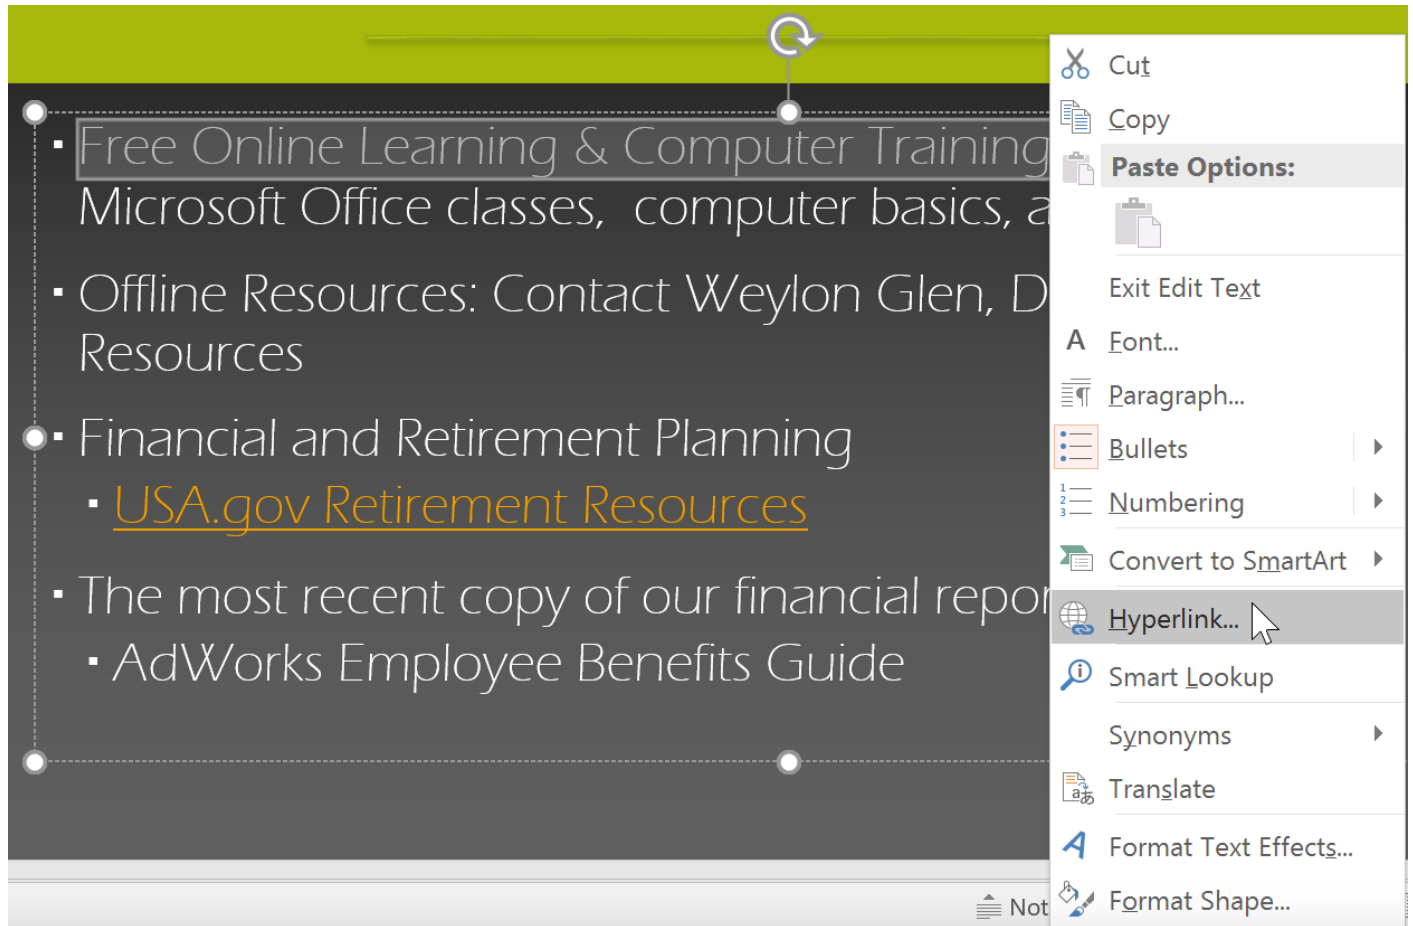 Free Online Learning & Computer Training
Microsoft Office classes,  computer basics, a
Offline Resources: Contact Weylon Glen, D
Resources
Financial and Retirement Planning
USA.gov Retirement Resources
The most recent copy of our financial repor
AdWorks Employee Benefits Guide
Not
Cut
Copy
Paste Options:
Exit Edit Text
Font...
Paragraph...
Bullets
Numbering
Convert to SmartArt
Hyperlink...
Smart Lookup
Synonyms
Translate
Format Text Effects...
Format Shape...